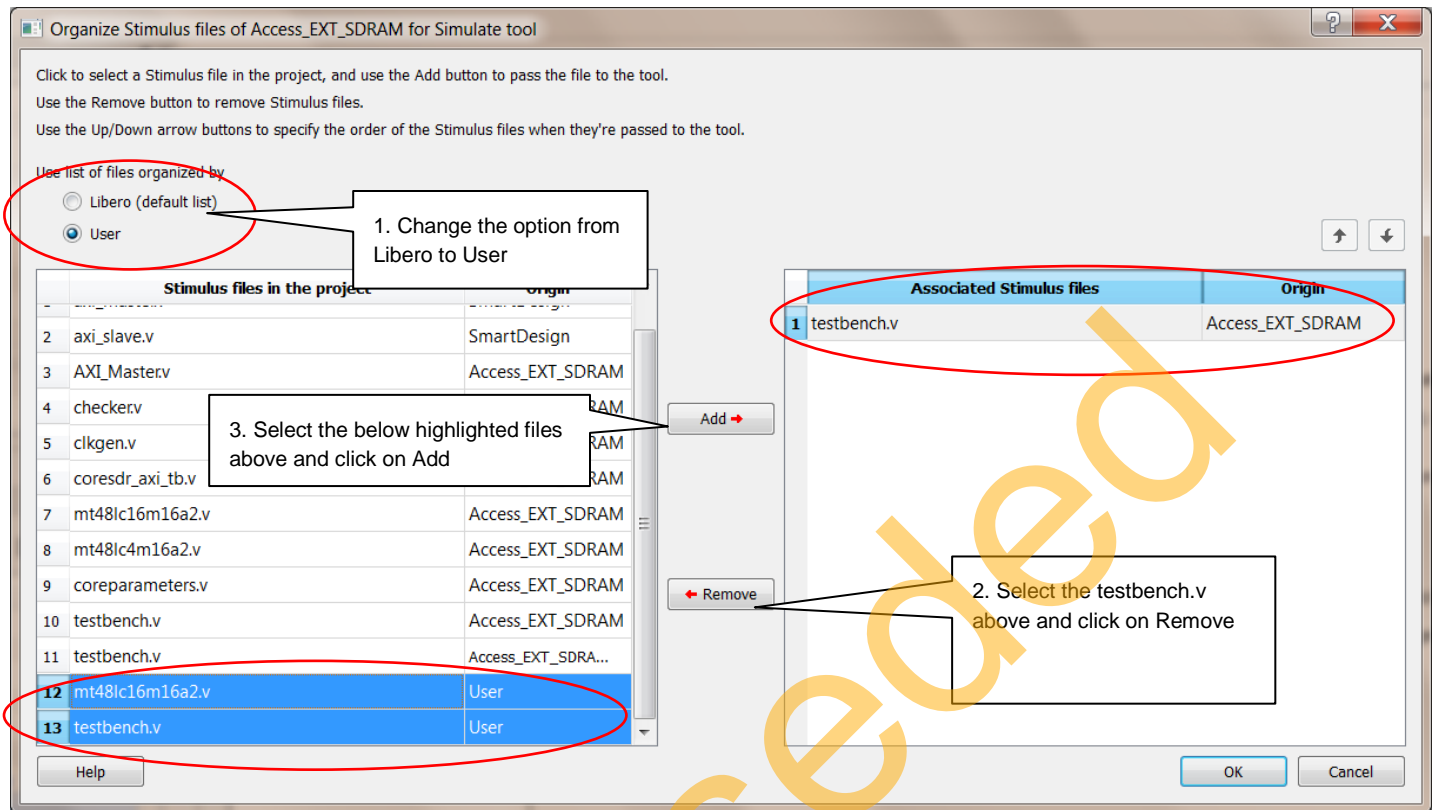 Organize Stimulus files of Access_EXT_SDRAM for Simulate tool
Click to select a Stimulus file in the project, and use the Add button to pass the file to the tool.
Use the Remove button to remove Stimulus files.
Use the Up/Down arrow buttons to specify the order of the Stimulus files when they're passed to the tool.
Use list of files organized by
Libero (default list)
User
1. Change the option from
Libero to User
Stimulus files in the project Origin
2 axi_slave.v SmartDesign
3 AXI_Master.v Access_EXT_SDRAM
4 checker.v RAM
5 clkgen.v RAM
6 coresdr_axi_tb.v RAM
7 mt48lc16m16a2.v Access_EXT_SDRAM
8 mt48lc4m16a2.v Access_EXT_SDRAM
9 coreparameters.v Access_EXT_SDRAM
10 testbench.v Access_EXT_SDRAM
11 testbench.v Access_EXT_SDRA...
12 mt48lc16m16a2.v User
13 testbench.v User
3. Select the below highlighted files
above and click on Add
Add
Remove
Associated Stimulus files Origin
1 testbench.v Access_EXT_SDRAM
2. Select the testbench.v
above and click on Remove
Help
OK
Cancel
eded